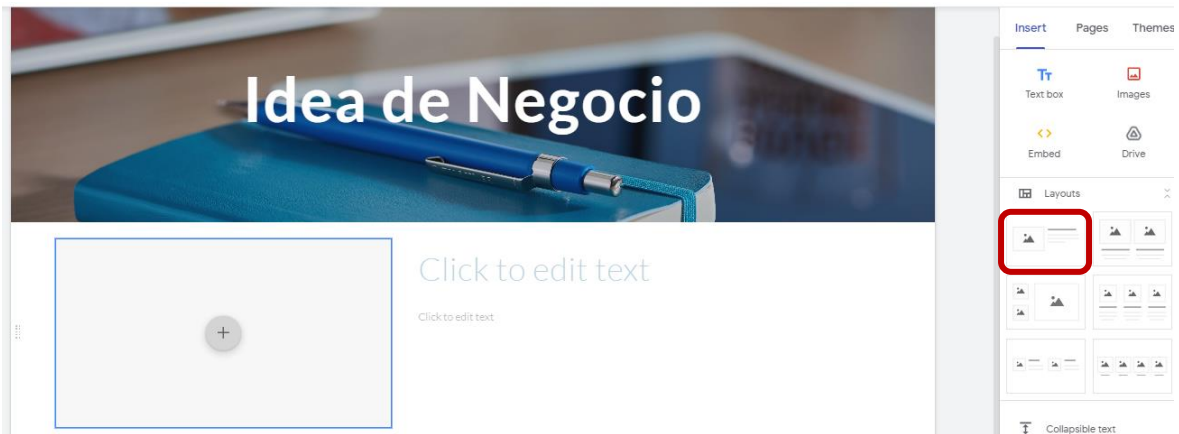 Idea de Negocio
Click to edit text
Click to edit text
Insert Pages Themes
Text box Images
Embed Drive
Layouts
Collapsible text